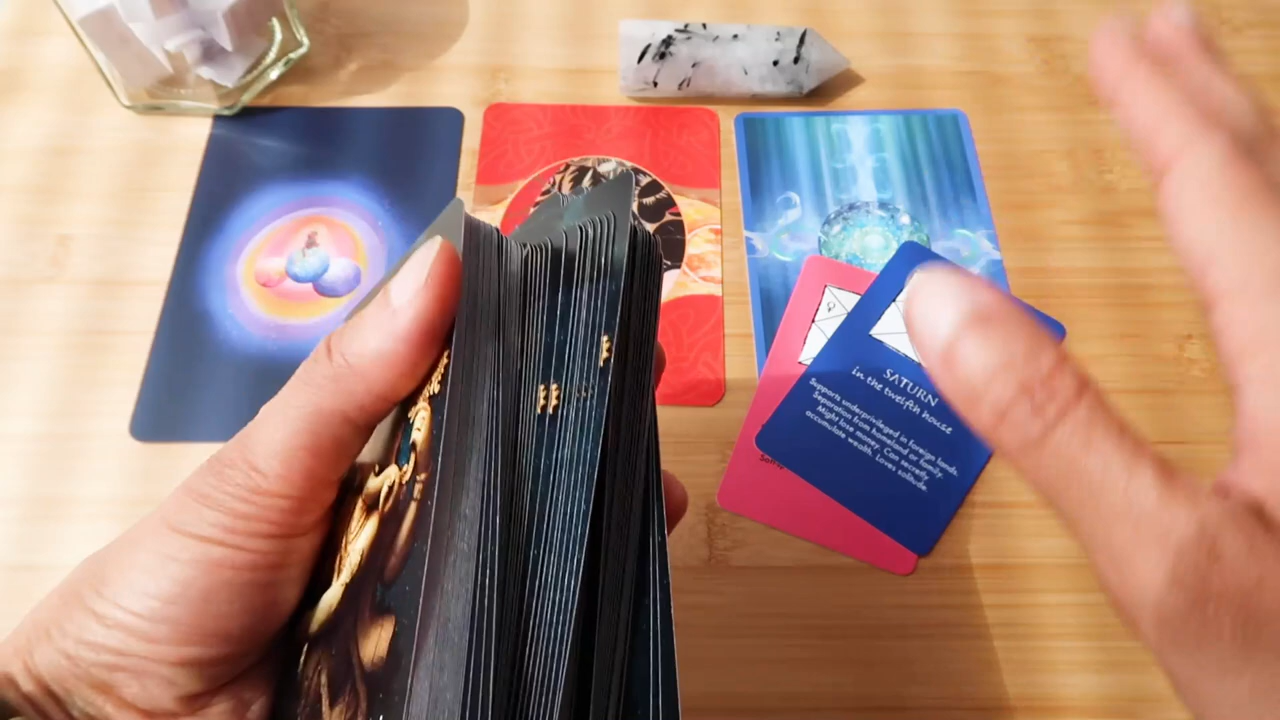 SATURN
in the twelfth house
Supports underprivileged in foreign lands.
Separation from homeland or family.
Might lose money. Can secretly
accumulate wealth. Loves solitude.